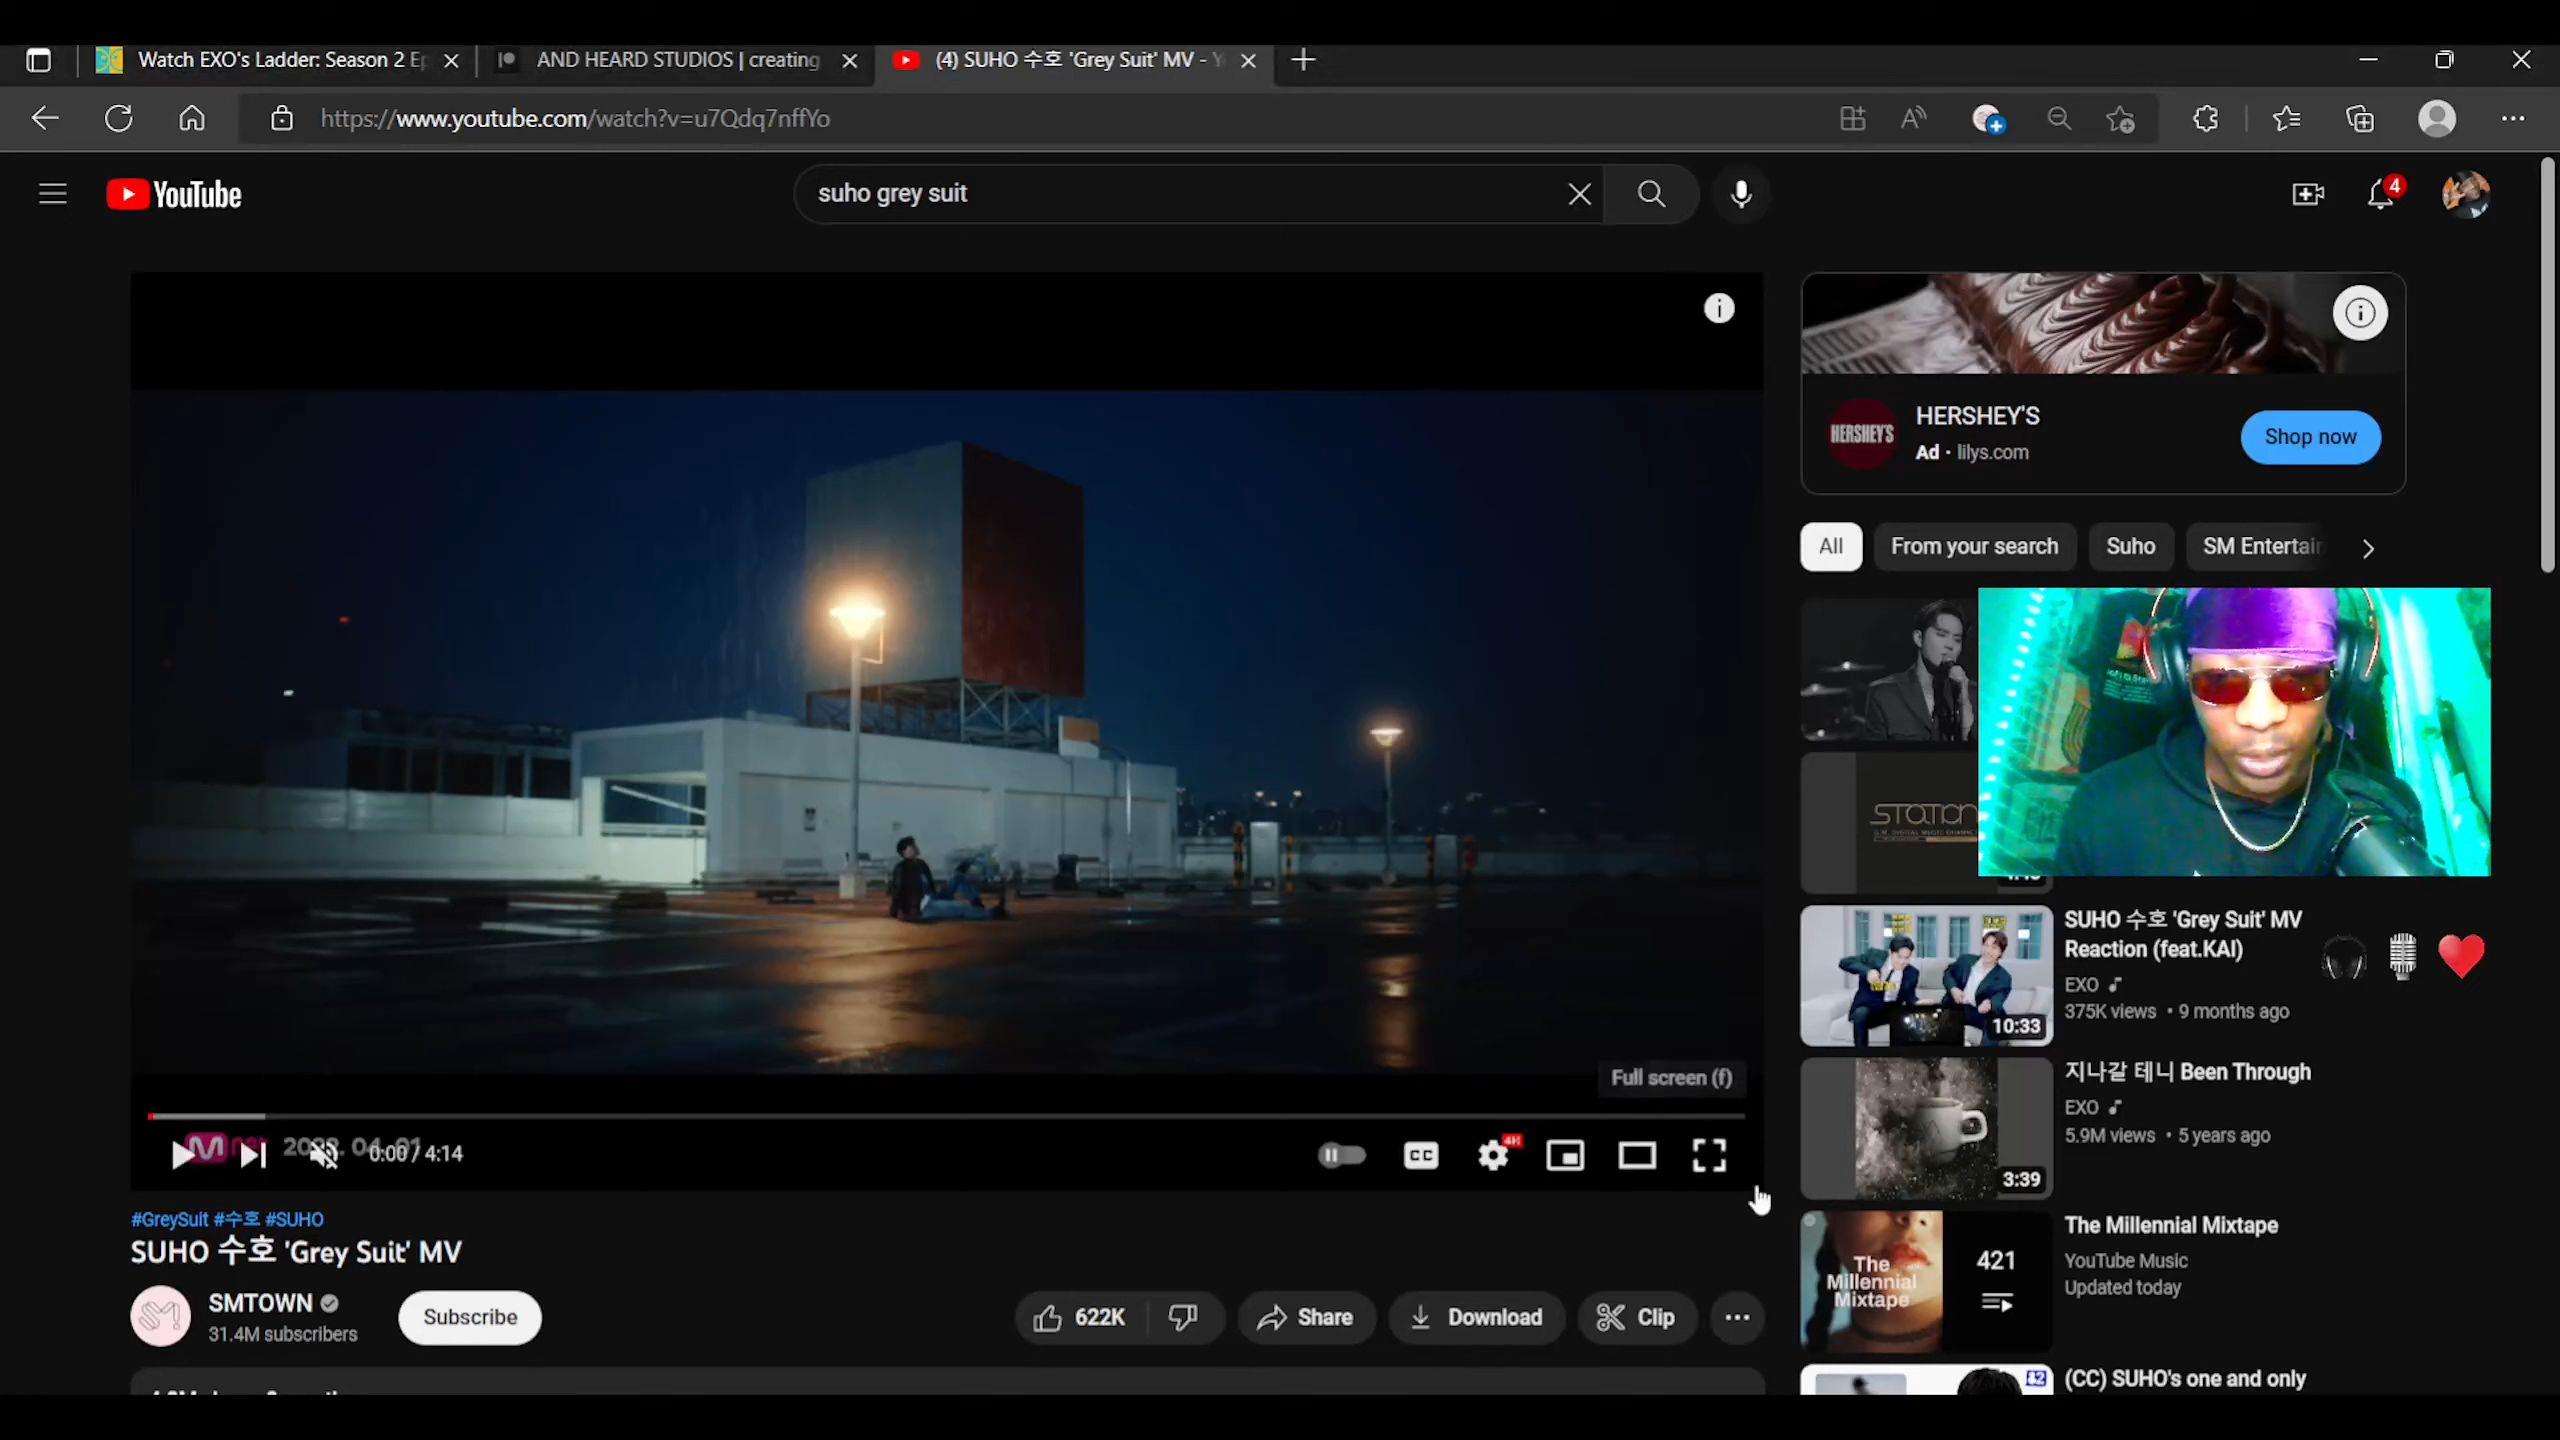 Watch EXO's Ladder: Season 2 Ep
AND HEARD STUDIOS | creating
(4) SUHO 수호 'Grey Suit' MV - Y
https://www.youtube.com/watch?v=u7Qdq7nffYo
YouTube
suho grey suit
4
HERSHEY'S
HERSHEY'S
Ad · lilys.com
Shop now
All
From your search
Suho
SM Entertain
STATION
SUHO 수호 'Grey Suit' MV
Reaction (feat.KAI)
EXO
375K views • 9 months ago
10:33
지나갈 테니 Been Through
EXO
5.9M views • 5 years ago
3:39
The Millennial Mixtape
YouTube Music
Updated today
The
Millennial
Mixtape
421
(CC) SUHO's one and only
Full screen (f)
0:00 / 4:14
CC
#GreySuit #수호 #SUHO
SUHO 수호 'Grey Suit' MV
SMTOWN
31.4M subscribers
Subscribe
622K
Share
Download
Clip